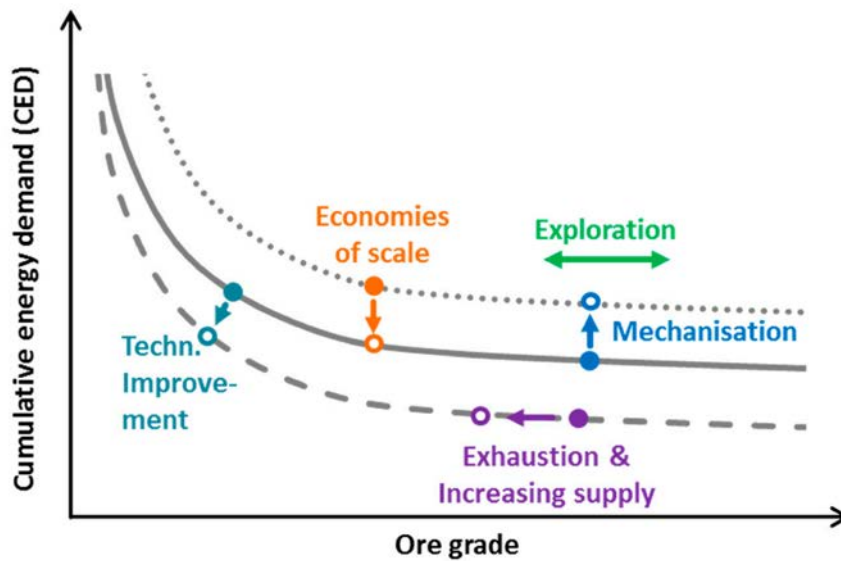 Cumulative energy demand (CED)
Economies
of scale
Exploration
Techn.
Improve-
ment
Mechanisation
Exhaustion &
Increasing supply
Ore grade